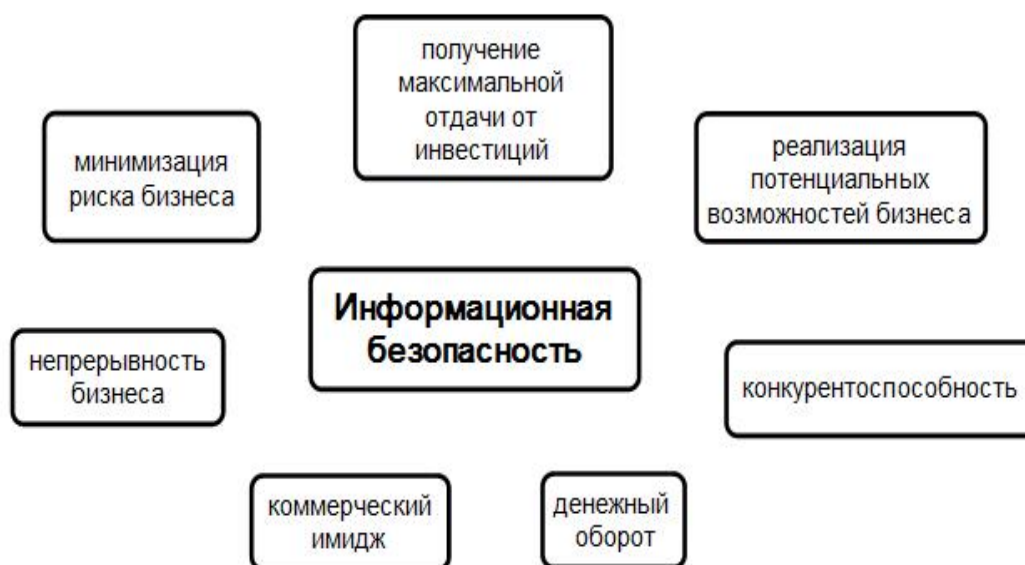 получение
максимальной
отдачи от
инвестиций
минимизация
риска бизнеса
реализация
потенциальных
возможностей бизнеса
Информационная
безопасность
непрерывность
бизнеса
конкурентоспособность
коммерческий
имидж
денежный
оборот